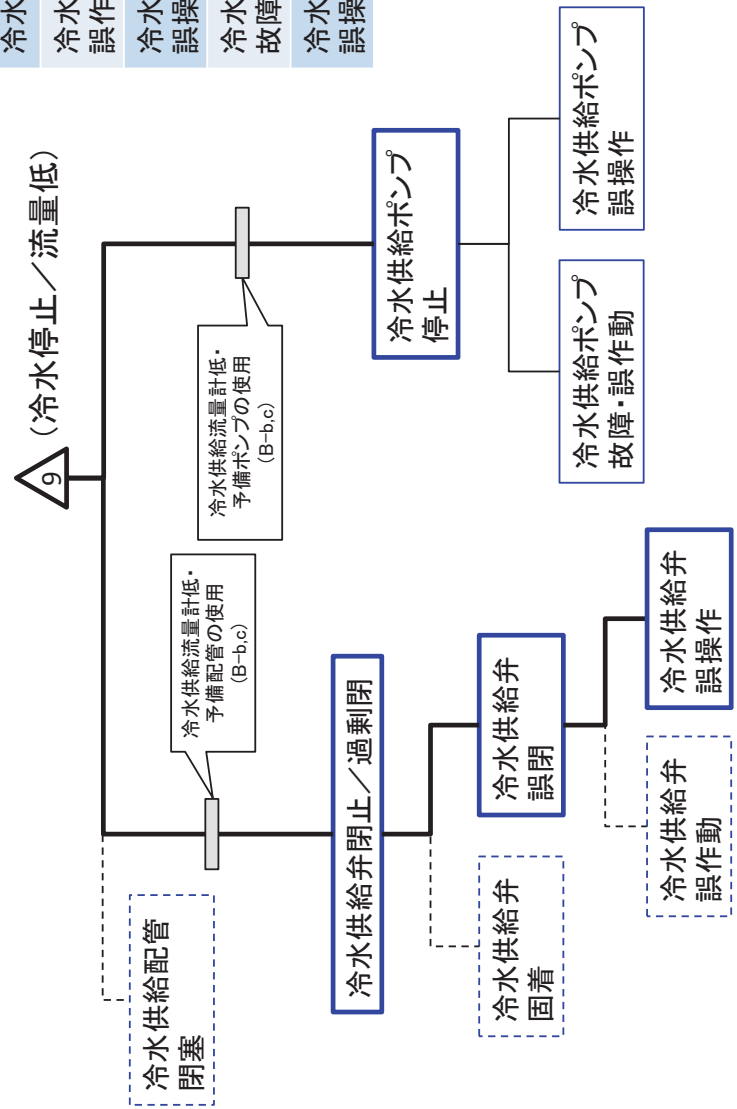 9
(冷水停止/流量低)
冷水供給配管
閉塞
冷水供給流量計低・
予備配管の使用
(B-b,c)
冷水供給流量計低・
予備ポンプの使用
(B-b,c)
冷水供給弁閉止/過剰閉
冷水供給ポンプ
停止
冷水供給弁
固着
冷水供給弁
誤閉
冷水供給弁
誤作動
冷水供給弁
誤操作
冷水供給ポンプ
故障・誤作動
冷水供給ポンプ
誤操作
冷水
冷水
誤作
冷水
誤操
冷水
故障
冷水
誤操